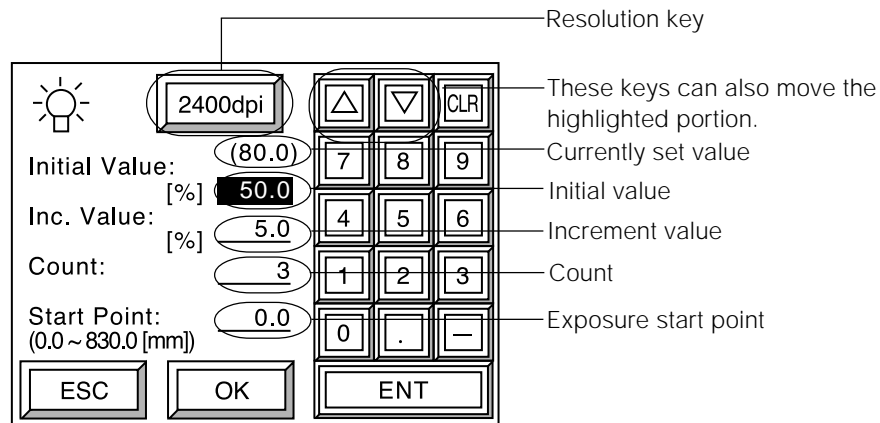 Resolution key
2400dpi
△ ▽ CLR
These keys can also move the
highlighted portion.
Initial Value:
(80.0)
7 8 9
Currently set value
[%] 50.0
Initial value
Inc. Value:
[%] 5.0
4 5 6
Increment value
Count:
3
1 2 3
Count
Start Point:
(0.0 ~ 830.0 [mm])
0.0
0 . —
Exposure start point
ESC OK ENT